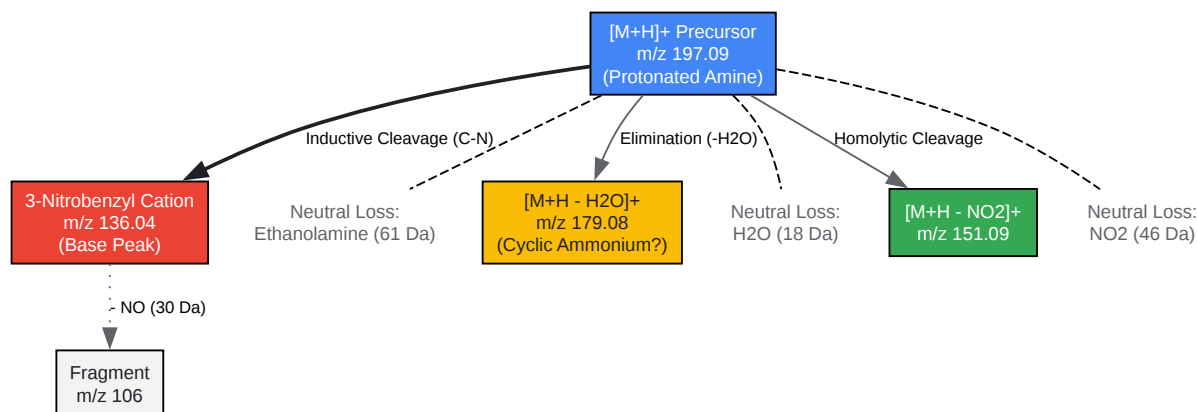 [M+H]+ Precursor
m/z 197.09
(Protonated Amine)
Inductive Cleavage (C-N)
Elimination (-H2O)
Homolytic Cleavage
3-Nitrobenzyl Cation
m/z 136.04
(Base Peak)
Neutral Loss:
Ethanolamine (61 Da)
[M+H - H2O]+
m/z 179.08
(Cyclic Ammonium?)
Neutral Loss:
H2O (18 Da)
[M+H - NO2]+
m/z 151.09
Neutral Loss:
NO2 (46 Da)
- NO (30 Da)
Fragment
m/z 106